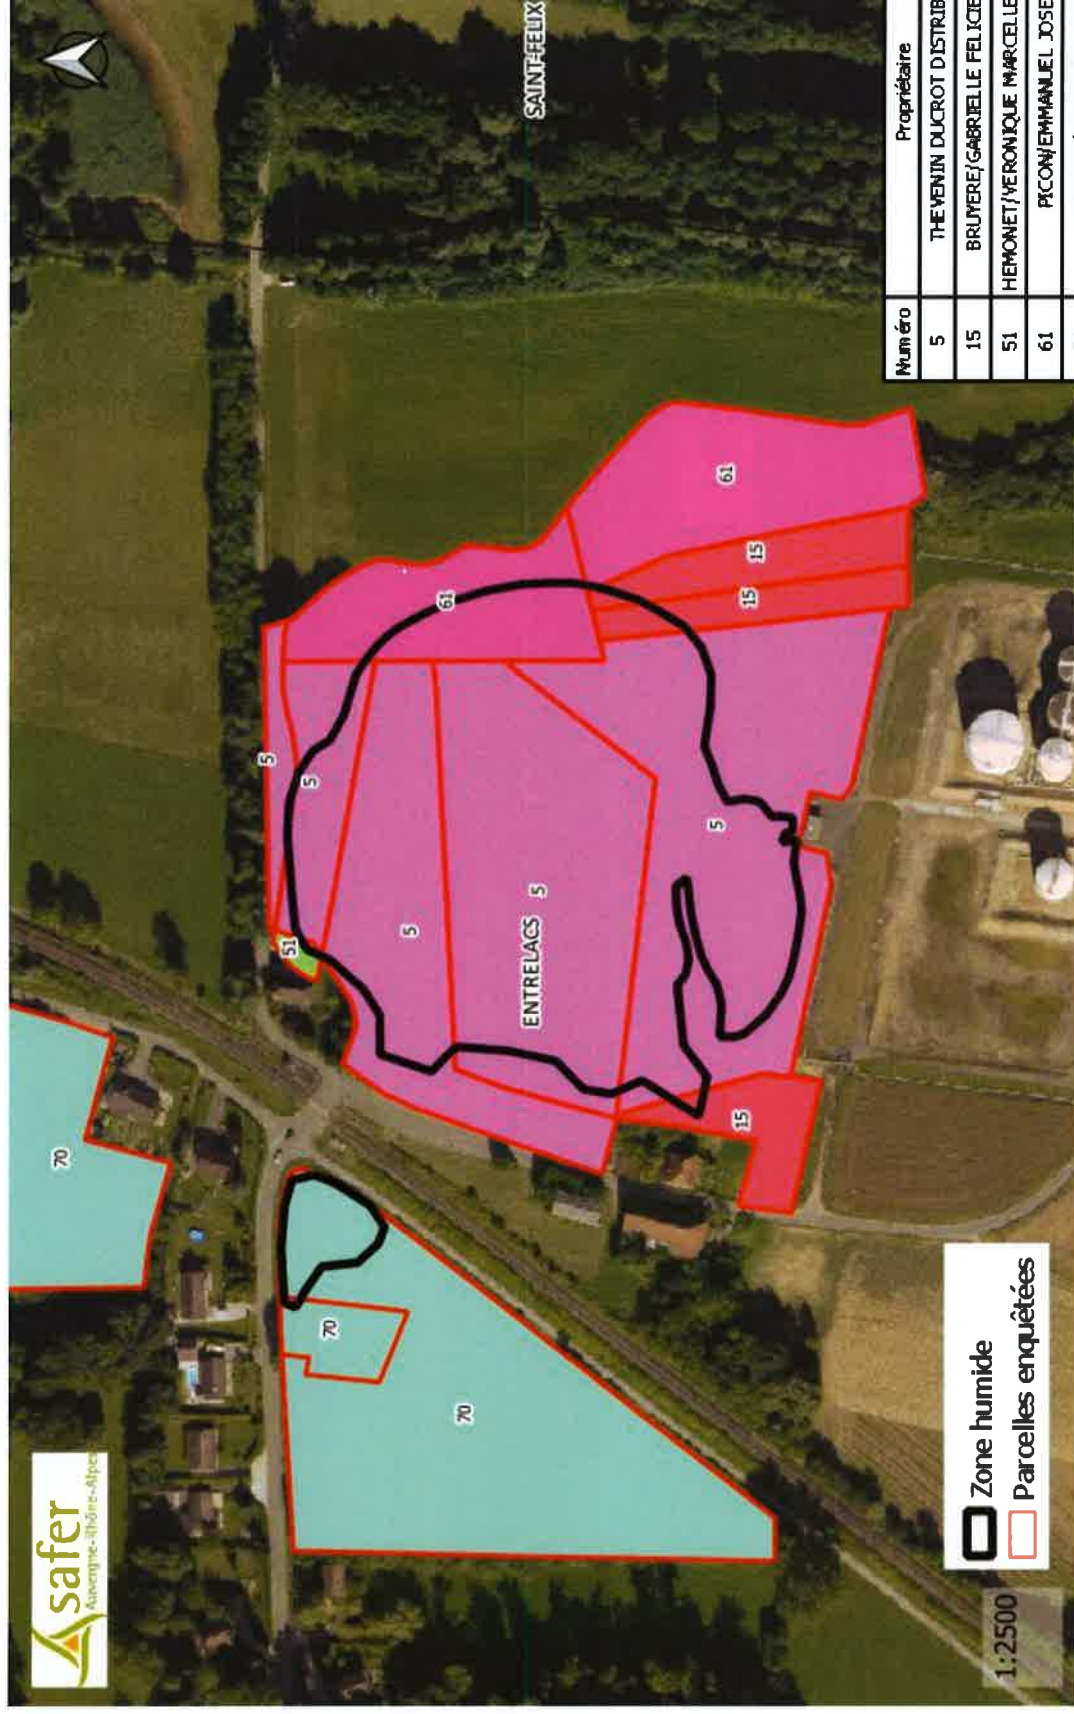 safer
Auvergne-Rhône-Alpes
SAINT-FELIX
70
70
70
51
5
5
5
ENTRELACS 5
5
61
61
15
15
15
Numéro Propriétaire
5 THEVENIN DUCROT DISTRIB
15 BRUYERE/GABRIELLE FELICIE
51 HEMONET/VERONIQUE MARCELLE
61 PICON/EMMANUEL JOSE
Zone humide
Parcelles enquêtées
1:2500